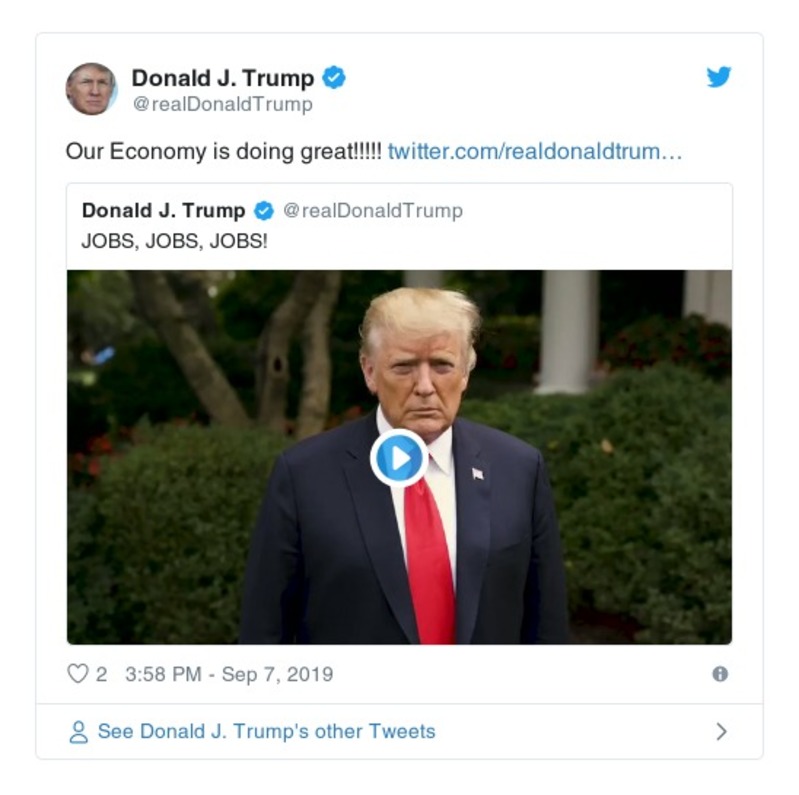 Donald J. Trump
@realDonaldTrump
Our Economy is doing great!!!!! twitter.com/realdonaldtrum…
Donald J. Trump @realDonaldTrump
JOBS, JOBS, JOBS!
2 3:58 PM - Sep 7, 2019
See Donald J. Trump's other Tweets